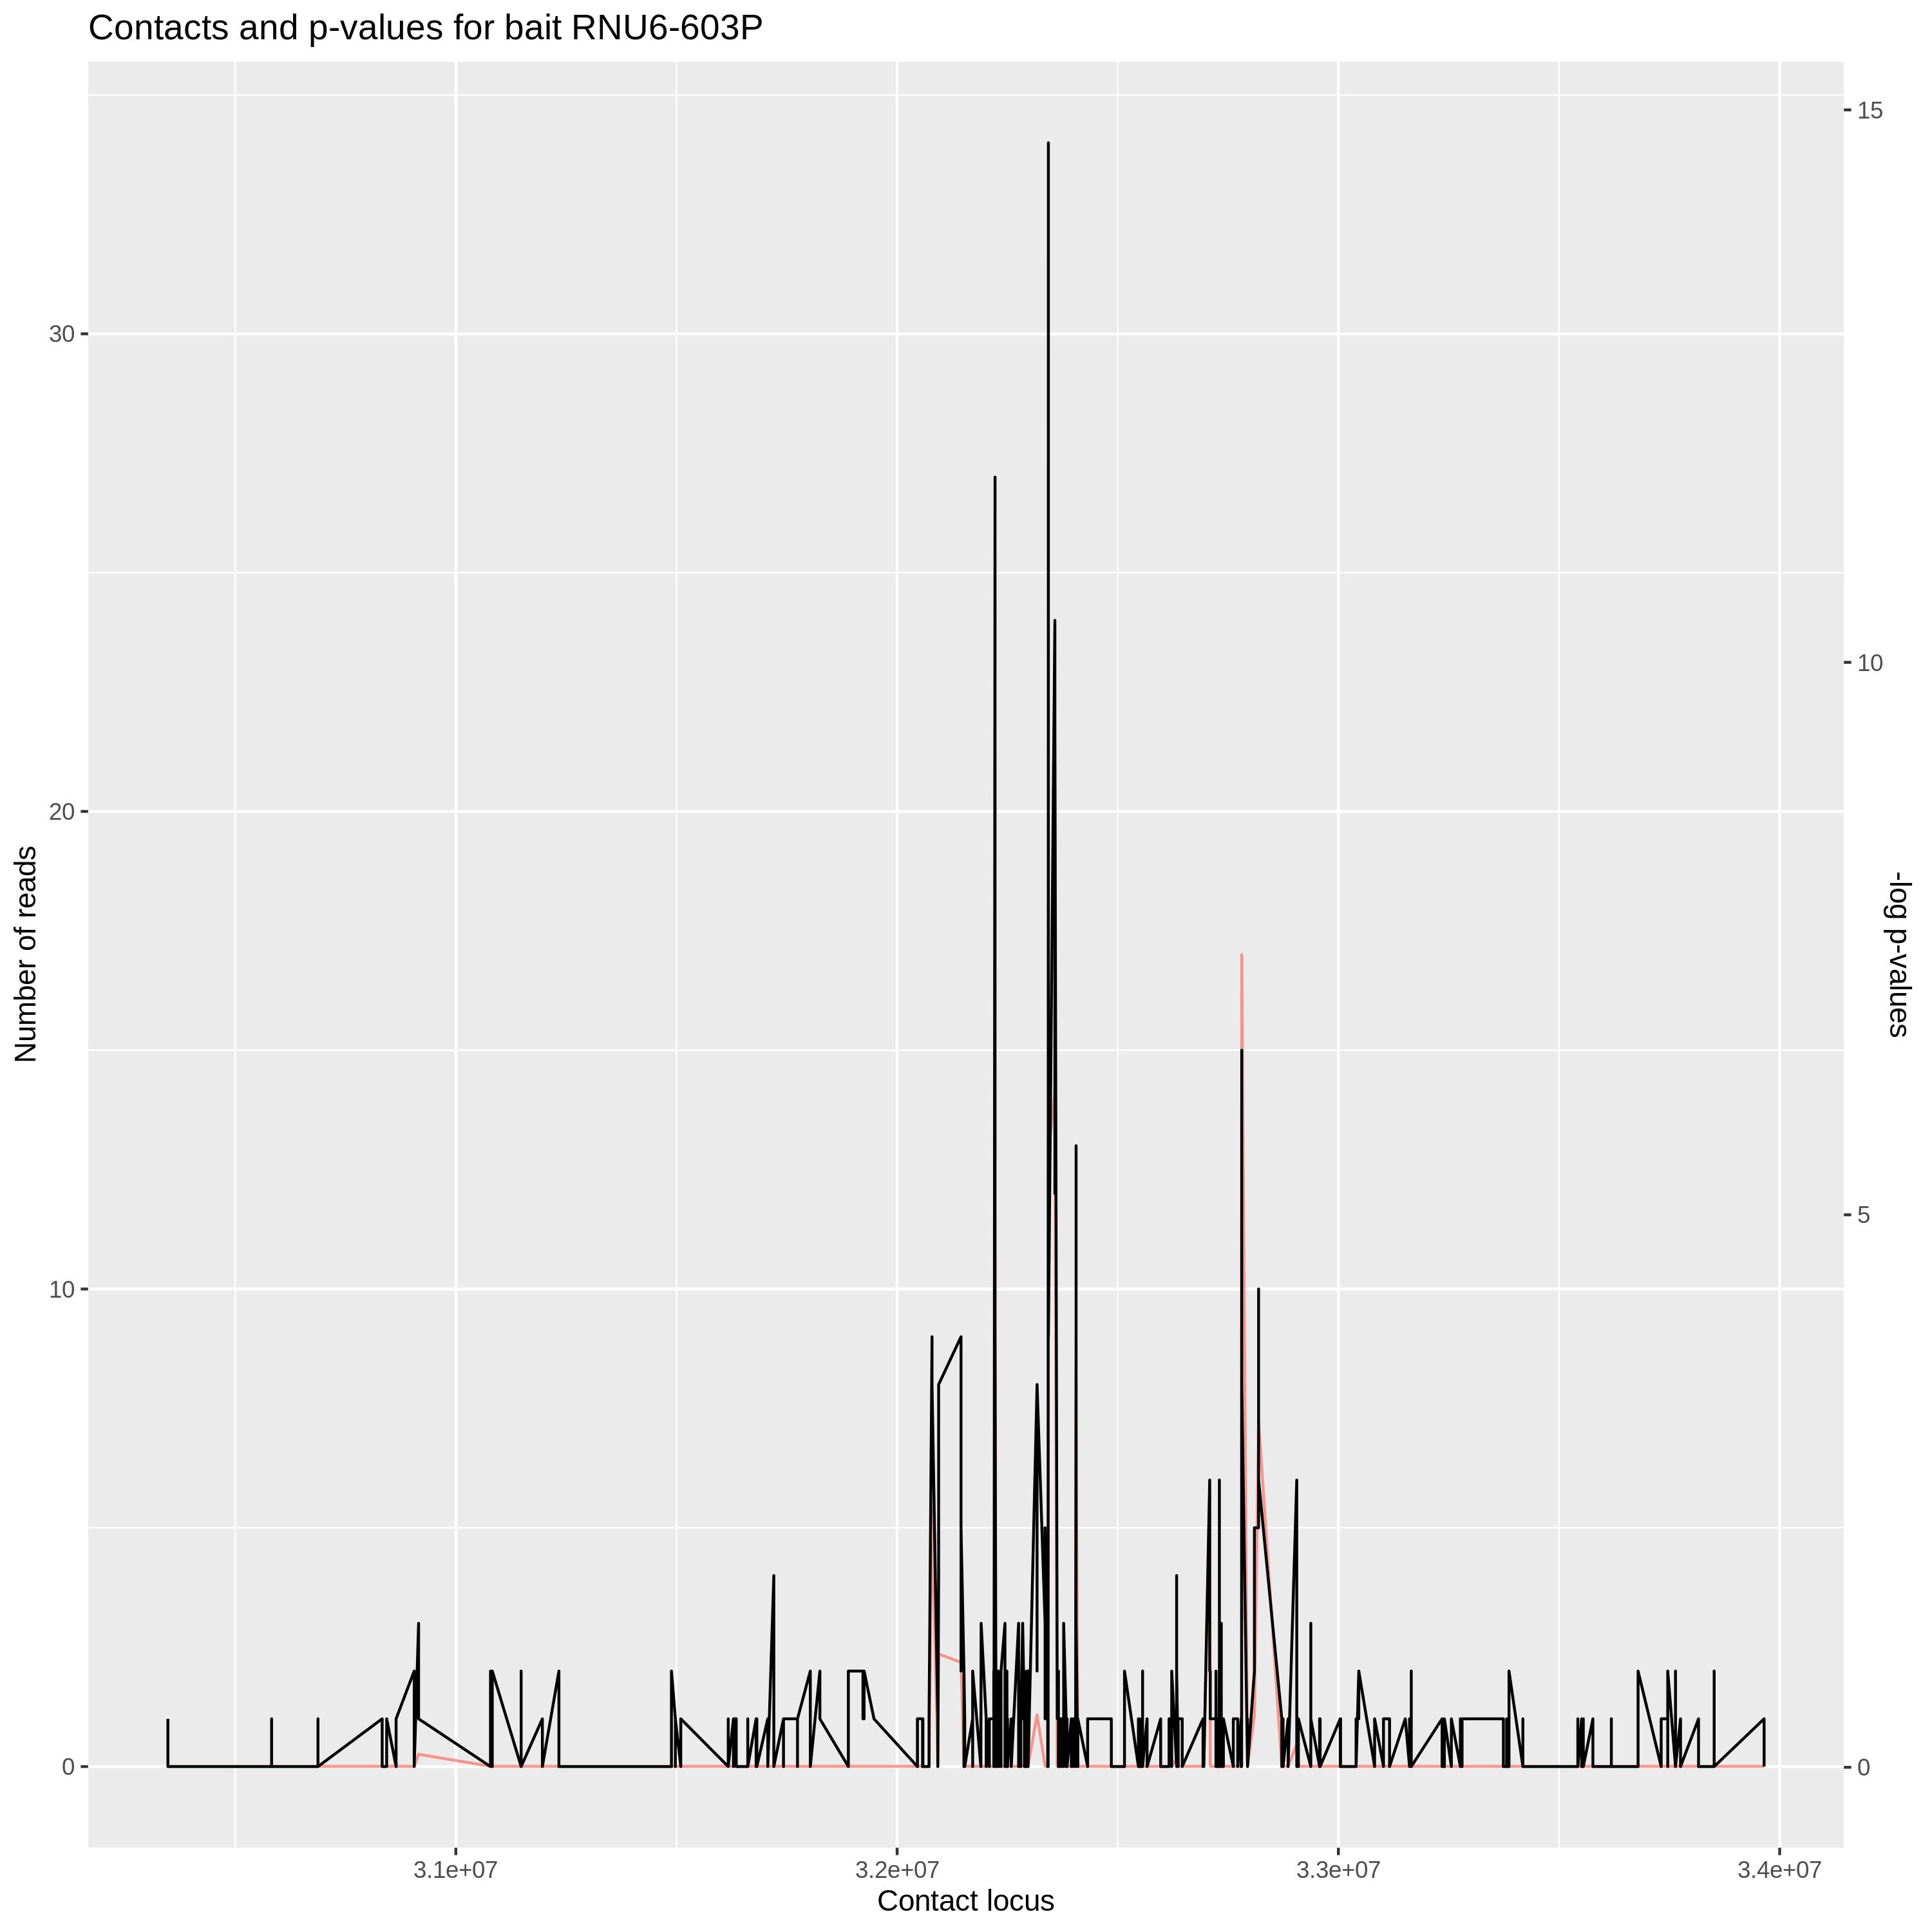 Contacts and p-values for bait RNU6-603P
30
20
10
0
Number of reads
15
10
5
0
-log p-values
3.1e+07
3.2e+07
3.3e+07
3.4e+07
Contact locus